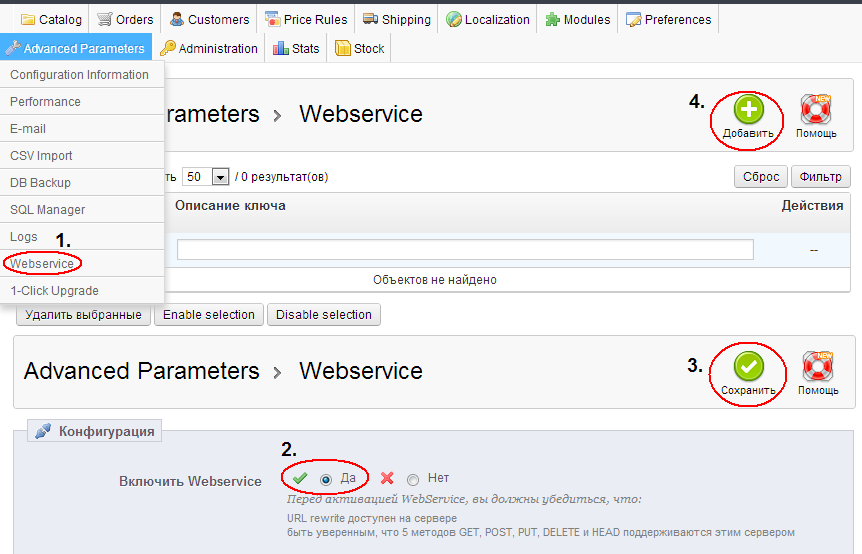 Catalog Orders Customers Price Rules Shipping Localization Modules Preferences
Advanced Parameters Administration Stats Stock
Configuration Information
Performance
E-mail
CSV Import
DB Backup
SQL Manager
Logs 1.
Webservice
1-Click Upgrade
rameters > Webservice
4. Добавить Помощь
ть 50 / 0 результат(ов) Сброс Фильтр
Описание ключа Действия
--
Объектов не найдено
Удалить выбранные Enable selection Disable selection
Advanced Parameters > Webservice
3. Сохранить NEW Помощь
Конфигурация
2.
Включить Webservice Да Нет
Перед активацией WebService, вы должны убедиться, что:
URL rewrite доступен на сервере
быть уверенным, что 5 методов GET, POST, PUT, DELETE и HEAD поддерживаются этим сервером